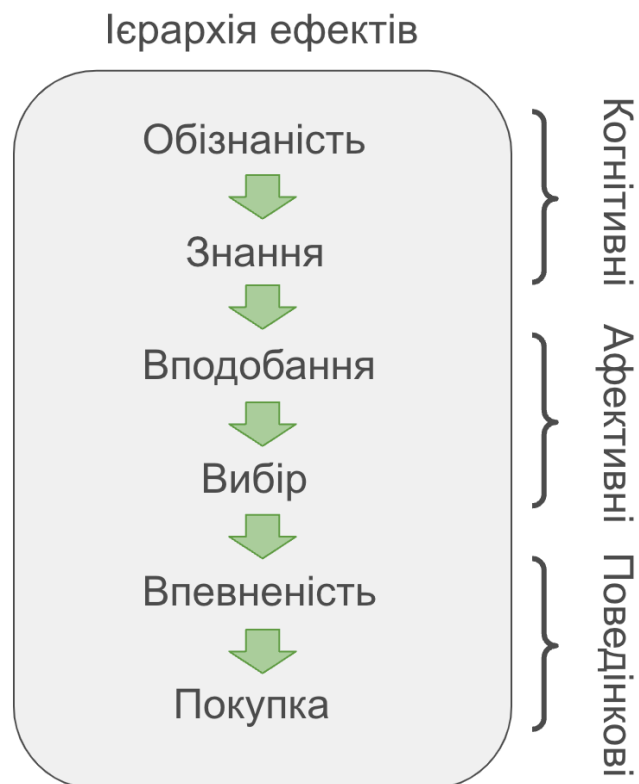 Ієрархія ефектів
Обізнаність
Знання
Вподобання
Вибір
Впевненість
Покупка
Когнітивні
Афективні
Поведінкові